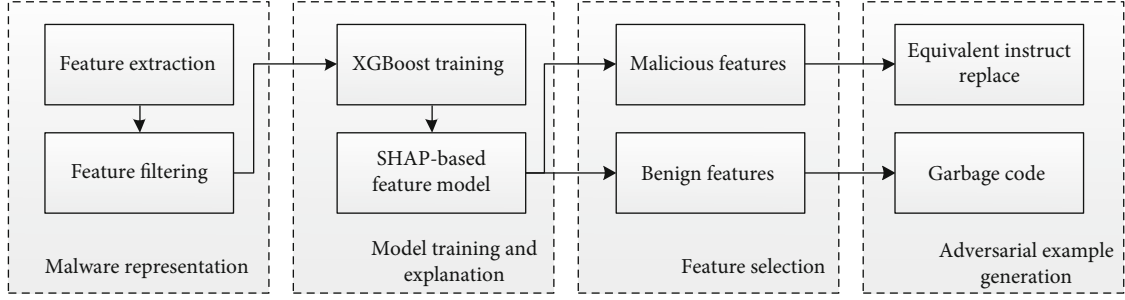 Feature extraction
Feature filtering
Malware representation
XGBoost training
SHAP-based
feature model
Model training and
explanation
Malicious features
Benign features
Feature selection
Equivalent instruct
replace
Garbage code
Adversarial example
generation